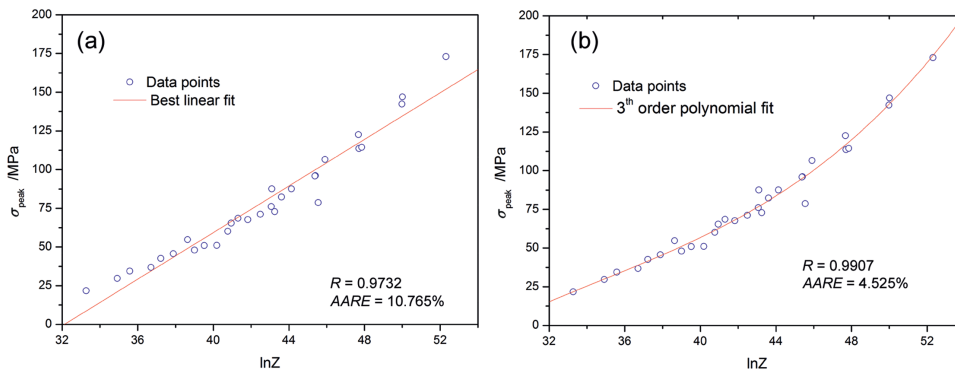 (a)
200
175
150
125
100
75
50
25
0
σpeak /MPa
Data points
Best linear fit
R = 0.9732
AARE = 10.765%
32 36 40 44 48 52
lnZ
(b)
200
175
150
125
100
75
50
25
0
σpeak /MPa
Data points
3th order polynomial fit
R = 0.9907
AARE = 4.525%
32 36 40 44 48 52
lnZ